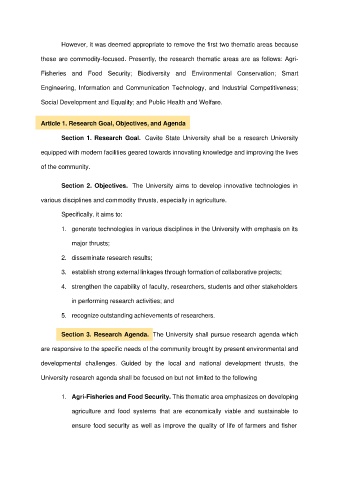 However, it was deemed appropriate to remove the first two thematic areas because
these are commodity-focused. Presently, the research thematic areas are as follows: Agri-
Fisheries and Food Security; Biodiversity and Environmental Conservation; Smart
Engineering, Information and Communication Technology, and Industrial Competitiveness;
Social Development and Equality; and Public Health and Welfare.
Article 1. Research Goal, Objectives, and Agenda
Section 1. Research Goal. Cavite State University shall be a research University
equipped with modern facilities geared towards innovating knowledge and improving the lives
of the community.
Section 2. Objectives. The University aims to develop innovative technologies in
various disciplines and commodity thrusts, especially in agriculture.
Specifically, it aims to:
1. generate technologies in various disciplines in the University with emphasis on its
major thrusts;
2. disseminate research results;
3. establish strong external linkages through formation of collaborative projects;
4. strengthen the capability of faculty, researchers, students and other stakeholders
in performing research activities; and
5. recognize outstanding achievements of researchers.
Section 3. Research Agenda. The University shall pursue research agenda which
are responsive to the specific needs of the community brought by present environmental and
developmental challenges. Guided by the local and national development thrusts, the
University research agenda shall be focused on but not limited to the following
1. Agri-Fisheries and Food Security. This thematic area emphasizes on developing
agriculture and food systems that are economically viable and sustainable to
ensure food security as well as improve the quality of life of farmers and fisher